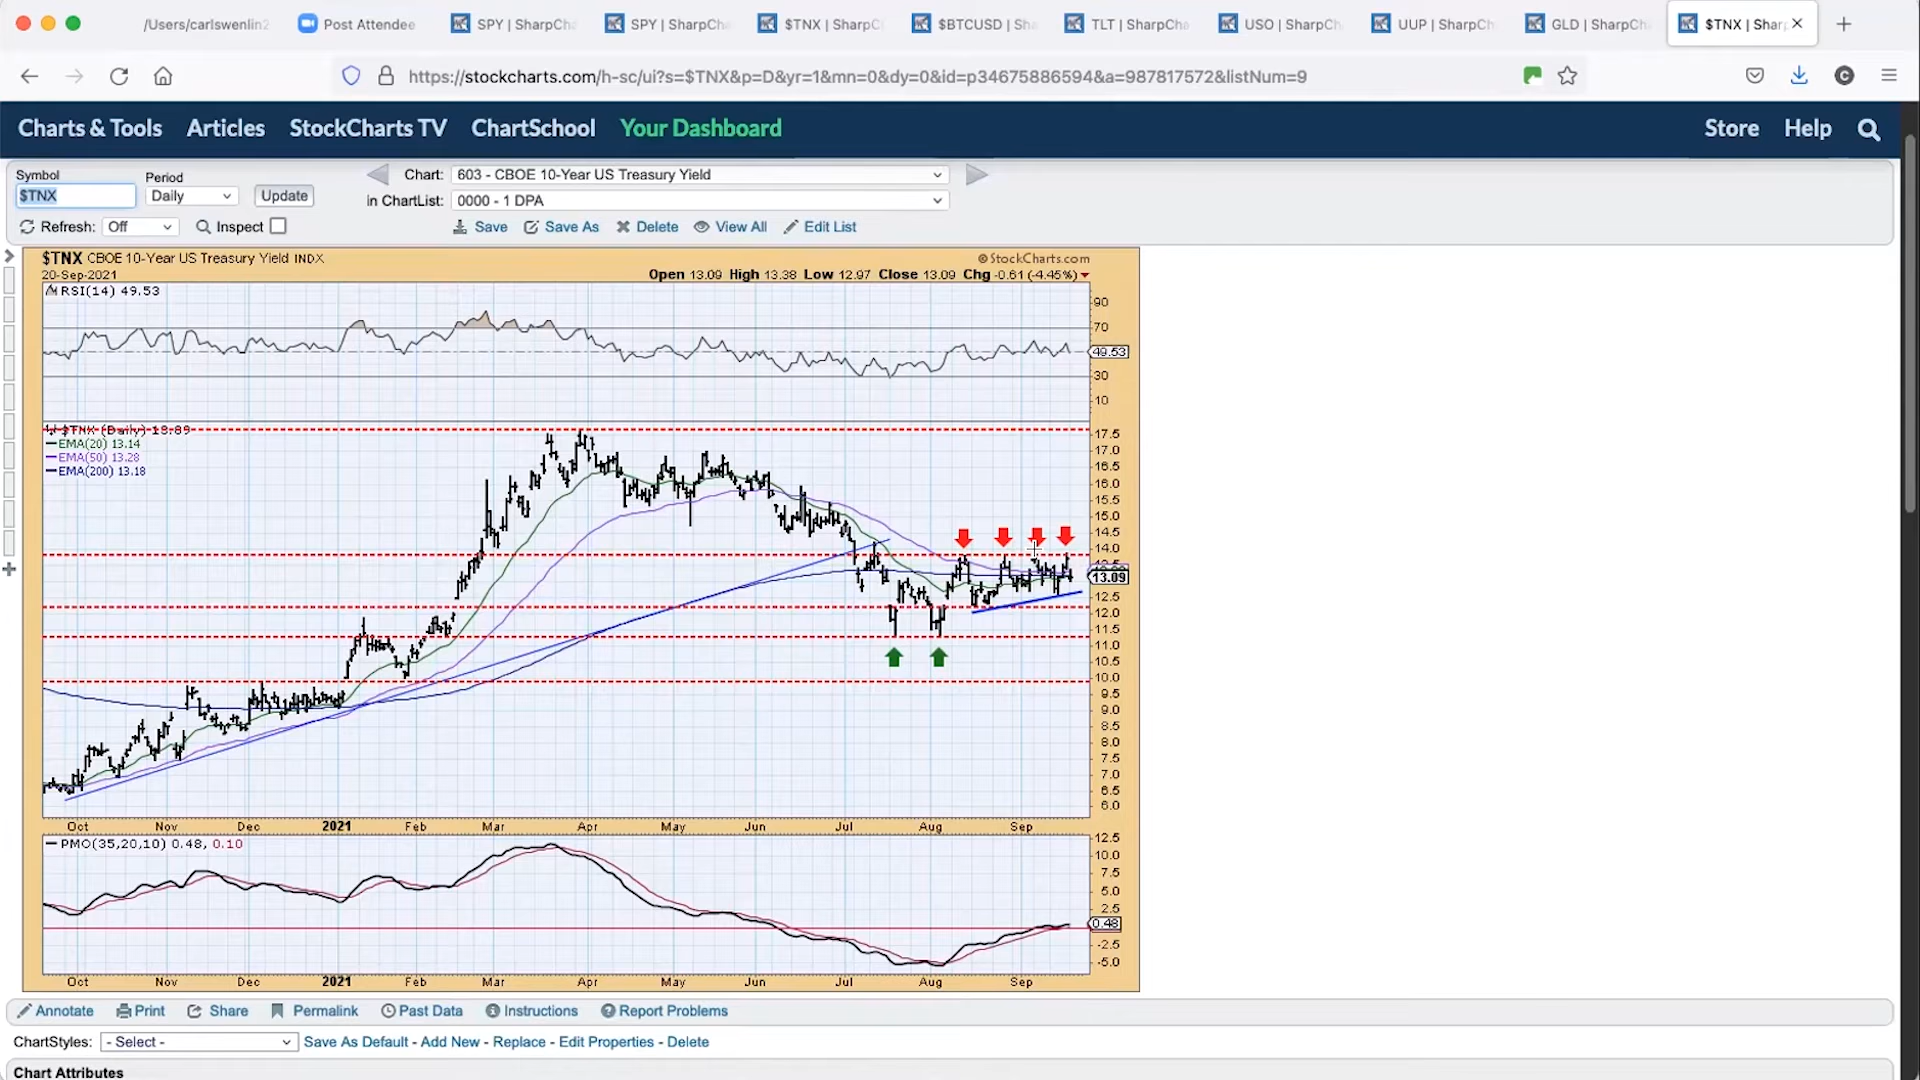 /Users/carlswenlin2
Post Attendee
SPY | SharpCha
SPY | SharpCha
$TNX | SharpC
$BTCUSD | Sha
TLT | SharpCha
USO | SharpCh
UUP | SharpCh
GLD | SharpCh
$TNX | Shar
https://stockcharts.com/h-sc/ui?s=$TNX&p=D&yr=1&mn=0&dy=0&id=p34675886594&a=987817572&listNum=9
Charts & Tools Articles StockCharts TV ChartSchool Your Dashboard Store Help
Symbol Period Chart: 603 - CBOE 10-Year US Treasury Yield
$TNX Daily Update in ChartList: 0000 - 1 DPA
Refresh: Off Inspect Save Save As Delete View All Edit List
$TNX CBOE 10-Year US Treasury Yield INDX © StockCharts.com
20-Sep-2021 Open 13.09 High 13.38 Low 12.97 Close 13.09 Chg -0.61 (-4.45%)
RSI(14) 49.53
90
70
49.53
30
10
$TNX (Daily)
EMA(20) 13.14
EMA(50) 13.28
EMA(200) 13.18
17.5
17.0
16.5
16.0
15.5
15.0
14.5
14.0
13.09
12.5
12.0
11.5
11.0
10.5
10.0
9.5
9.0
8.5
8.0
7.5
7.0
6.5
6.0
Oct Nov Dec 2021 Feb Mar Apr May Jun Jul Aug Sep
PMO(35,20,10) 0.48, 0.10
12.5
10.0
7.5
5.0
2.5
0.48
-2.5
-5.0
Oct Nov Dec 2021 Feb Mar Apr May Jun Jul Aug Sep
Annotate Print Share Permalink Past Data Instructions Report Problems
ChartStyles: - Select - Save As Default - Add New - Replace - Edit Properties - Delete
Chart Attributes